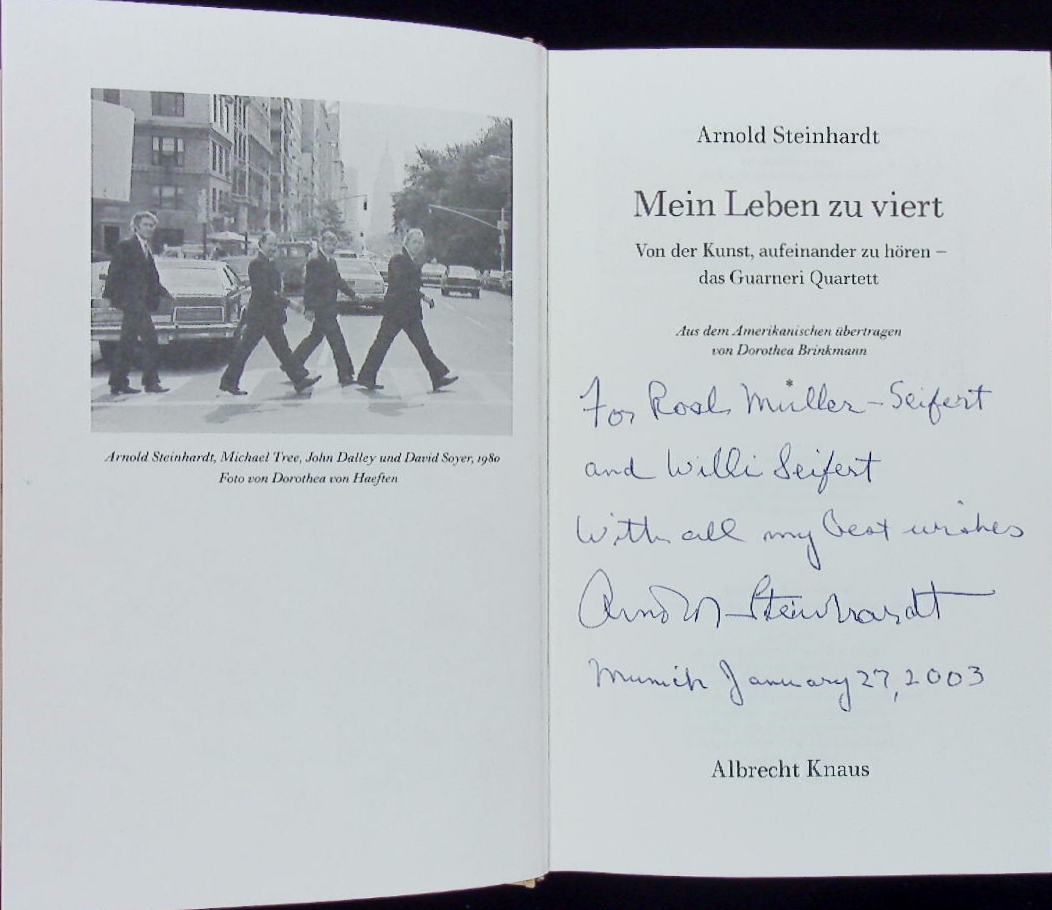 Arnold Steinhardt, Michael Tree, John Dalley und David Soyer, 1980
Foto von Dorothea von Haeften
Arnold Steinhardt
Mein Leben zu viert
Von der Kunst, aufeinander zu hören –
das Guarneri Quartett
Aus dem Amerikanischen übertragen
von Dorothea Brinkmann
*
For Müller-Seifert
and Willi Seifert
With all my best wishes
Arnold Steinhardt
Munich January 27, 2003
Albrecht Knaus